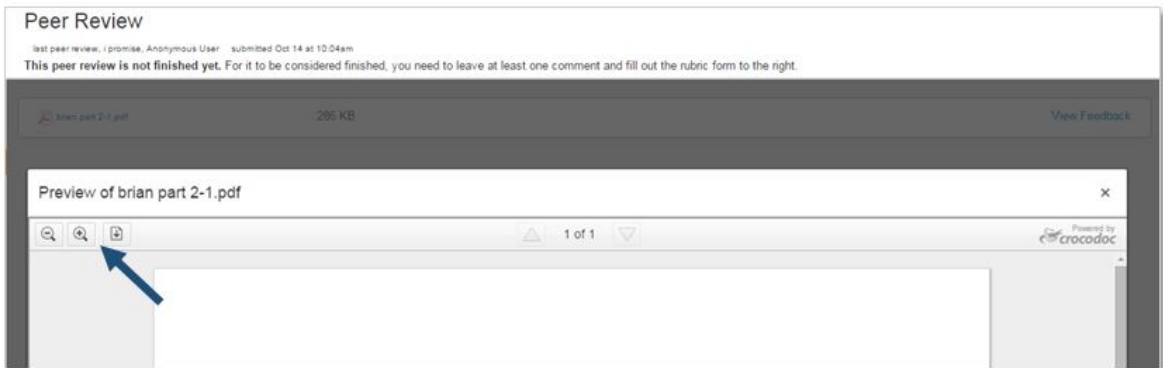 Peer Review
last peer review, i promise, Anonymous User submitted Oct 14 at 10:04am
This peer review is not finished yet. For it to be considered finished, you need to leave at least one comment and fill out the rubric form to the right.
brian part 2-1.pdf 286 KB View Feedback
Preview of brian part 2-1.pdf ×
1 of 1 Powered by
crocodoc